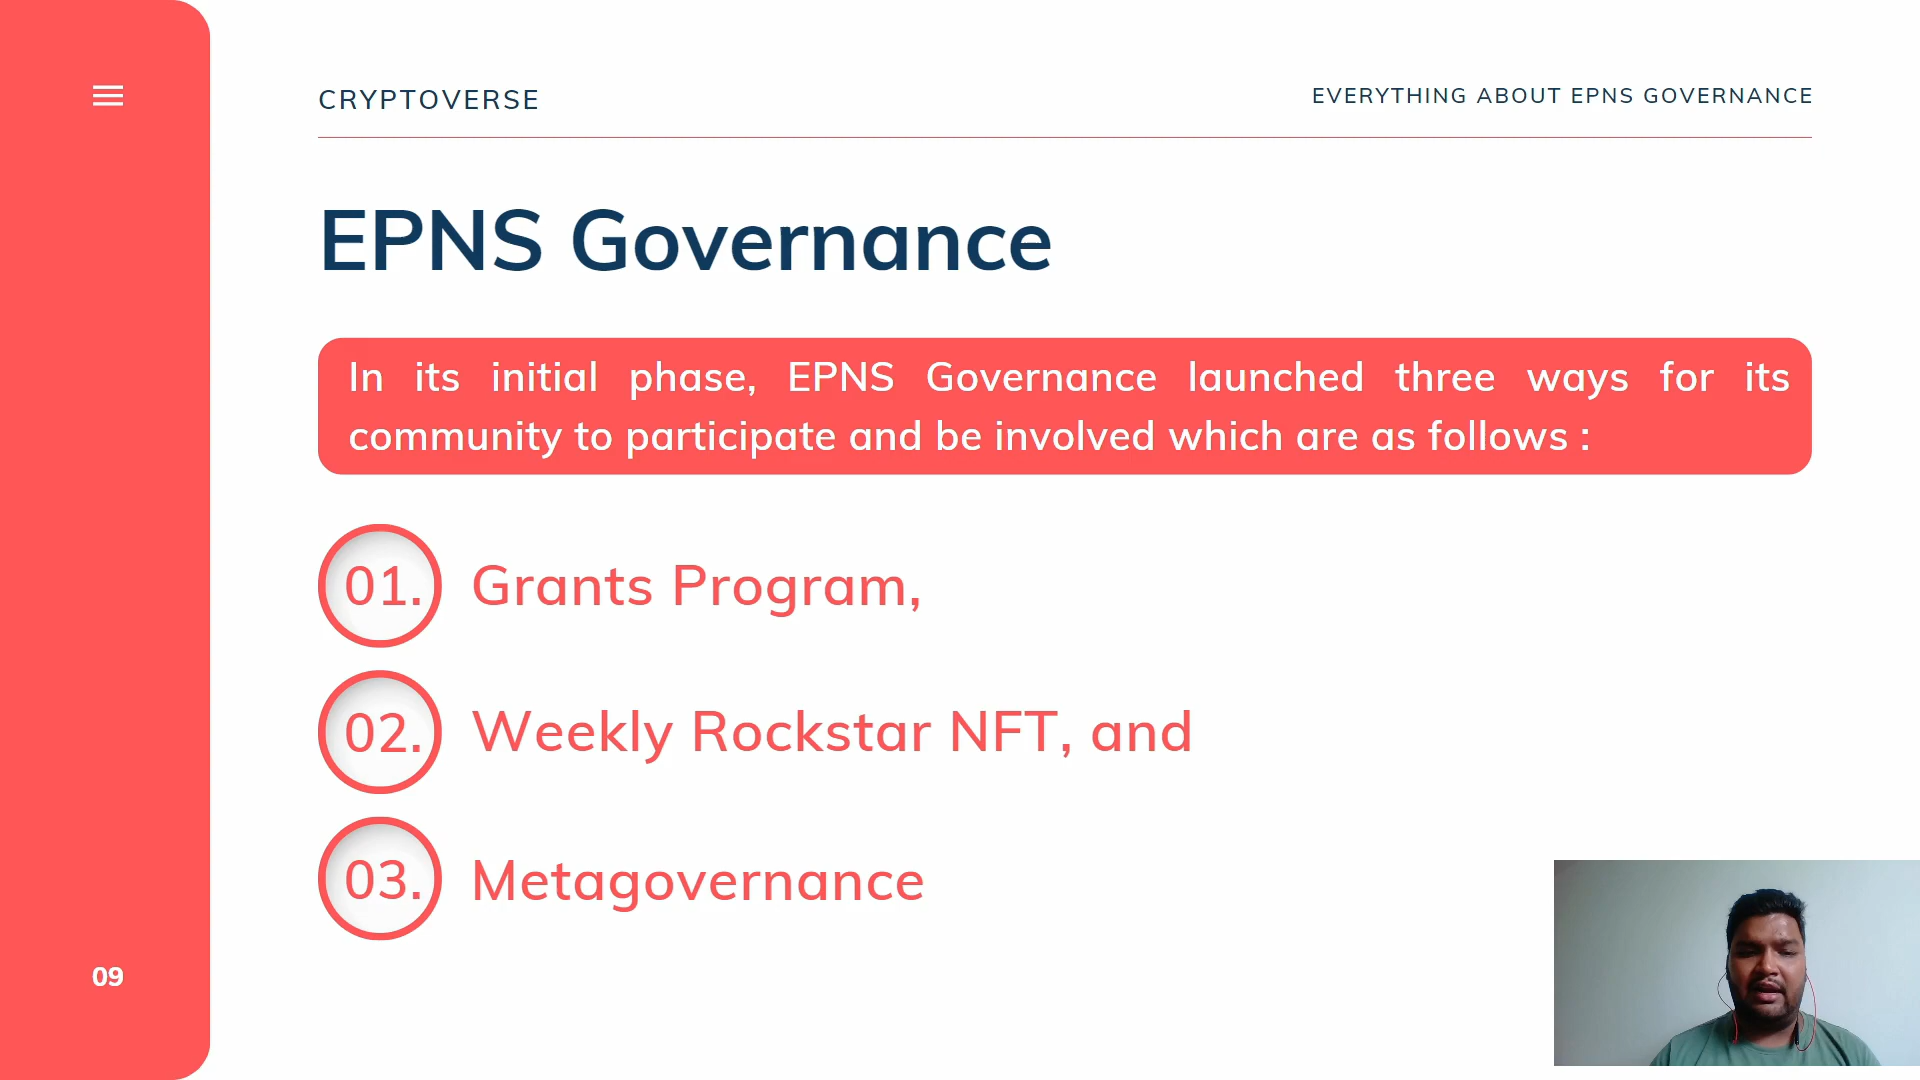 CRYPTOVERSE
EVERYTHING ABOUT EPNS GOVERNANCE
EPNS Governance
In its initial phase, EPNS Governance launched three ways for its
community to participate and be involved which are as follows :
01. Grants Program,
02. Weekly Rockstar NFT, and
03. Metagovernance
09